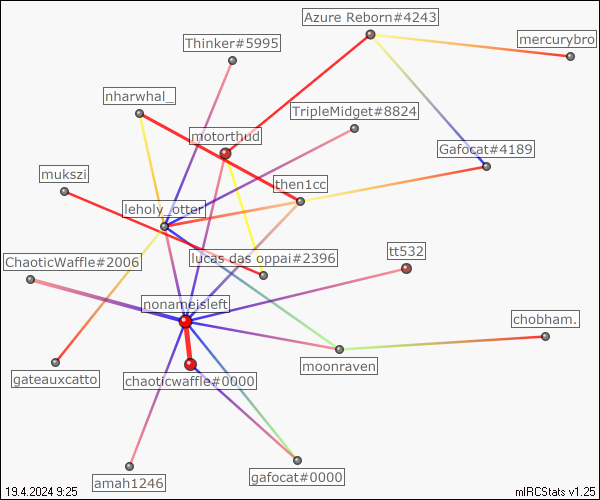 Azure Reborn#4243
Thinker#5995
mercurybro
nharwhal_
TripleMidget#8824
motorthud
Gafocat#4189
mukszi
then1cc
leholy_otter
tt532
lucas das oppai#2396
ChaoticWaffle#2006
nonameisleft
chobham.
moonraven
gateauxcatto
chaoticwaffle#0000
amah1246
gafocat#0000
19.4.2024 9:25
mIRCStats v1.25